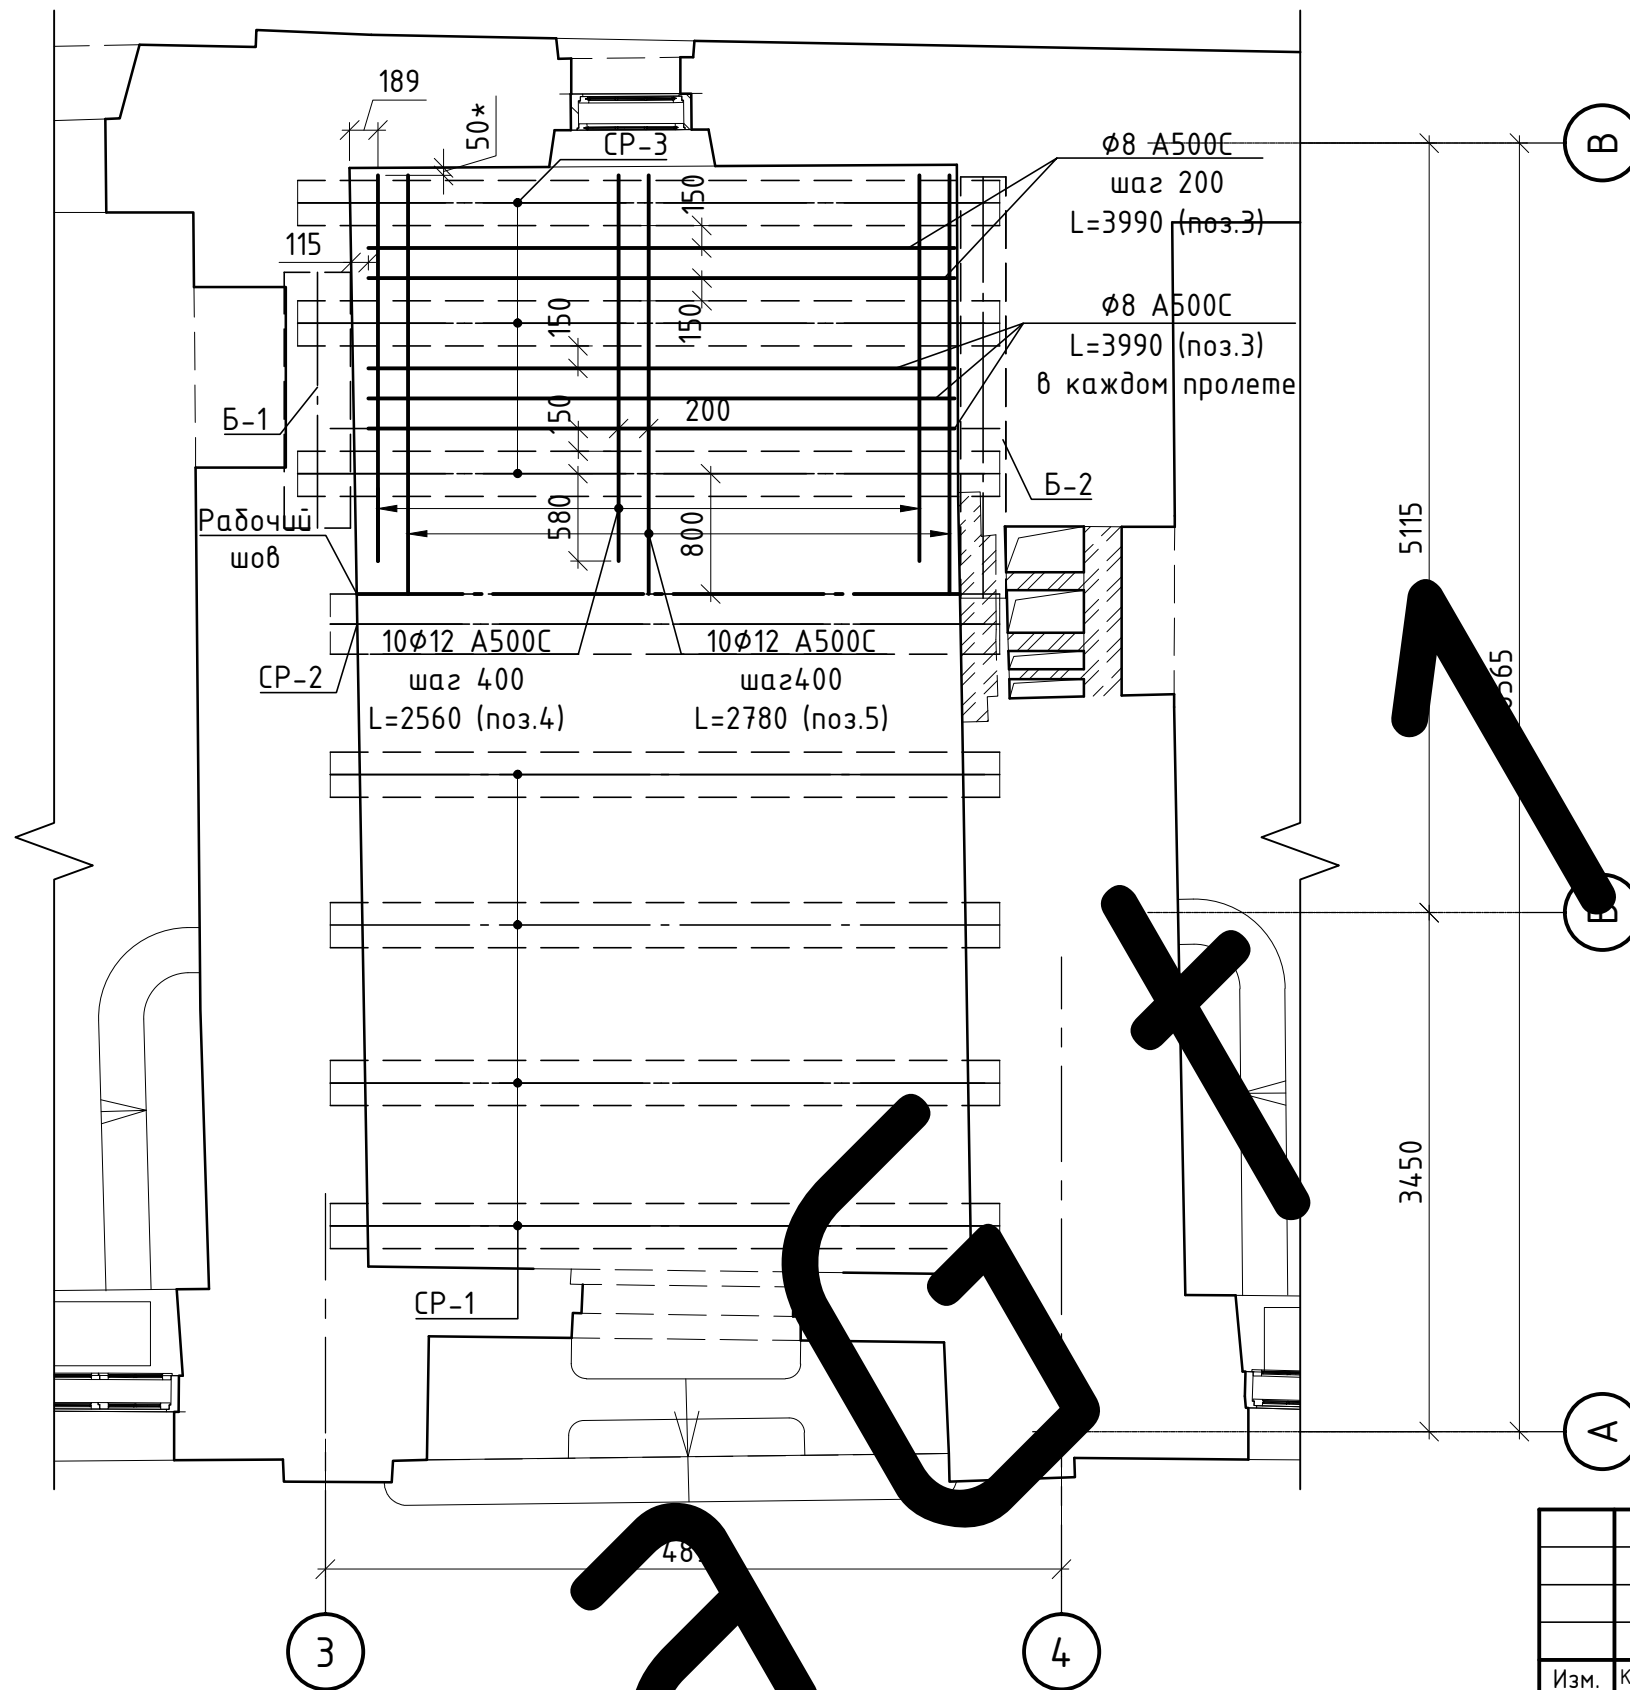 189
50*
СР-3
150
Ø8 А500С
шаг 200
L=3990 (поз.3)
В
115
150
150
Ø8 А500С
L=3990 (поз.3)
в каждом пролете
Б-1
150
200
Б-2
Рабочий
шов
580
800
5115
10Ø12 А500С
шаг 400
L=2560 (поз.4)
10Ø12 А500С
шаг400
L=2780 (поз.5)
СР-2
3450
СР-1
А
3
4
Изм.